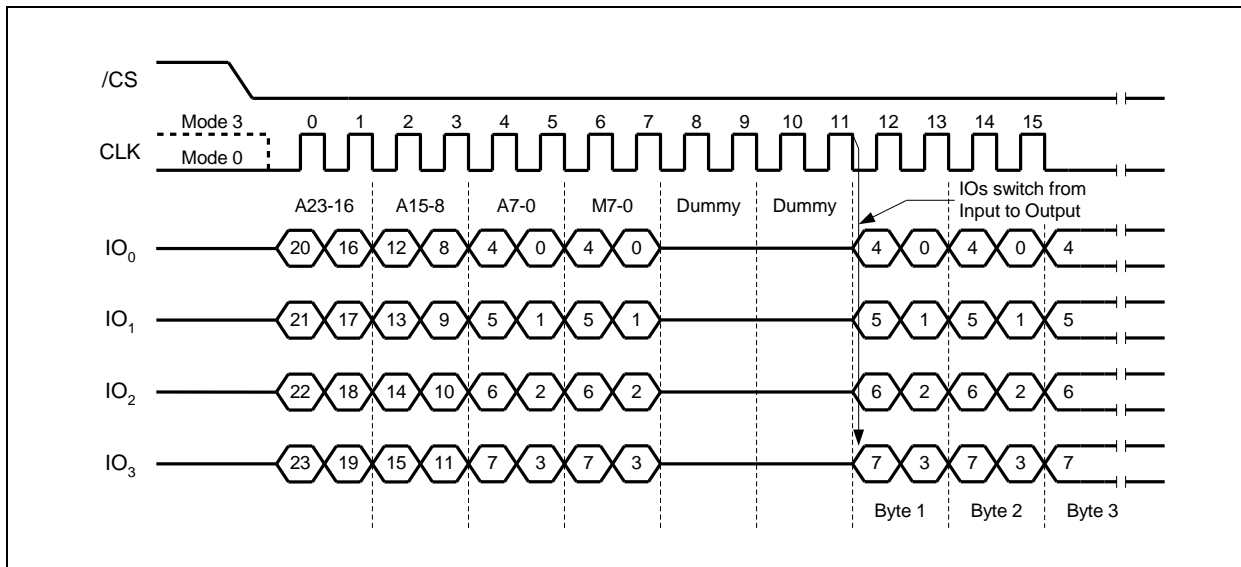 /CS
Mode 3 0 1 2 3 4 5 6 7 8 9 10 11 12 13 14 15
CLK
Mode 0
IOs switch from
Input to Output
A23-16 A15-8 A7-0 M7-0 Dummy Dummy
IO0 20 16 12 8 4 0 4 0 4 0 4 0 4
IO1 21 17 13 9 5 1 5 1 5 1 5 1 5
IO2 22 18 14 10 6 2 6 2 6 2 6 2 6
IO3 23 19 15 11 7 3 7 3 7 3 7 3 7
Byte 1 Byte 2 Byte 3